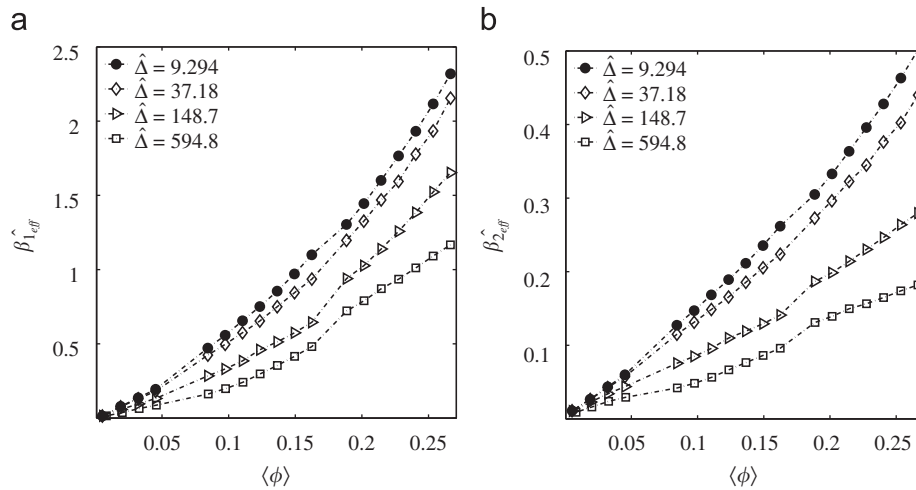 a
2.5
2
1.5
1
0.5
β̂1eff
Δ̂ = 9.294
Δ̂ = 37.18
Δ̂ = 148.7
Δ̂ = 594.8
0.05 0.1 0.15 0.2 0.25
⟨ϕ⟩
b
0.5
0.4
0.3
0.2
0.1
β̂2eff
Δ̂ = 9.294
Δ̂ = 37.18
Δ̂ = 148.7
Δ̂ = 594.8
0.05 0.1 0.15 0.2 0.25
⟨ϕ⟩